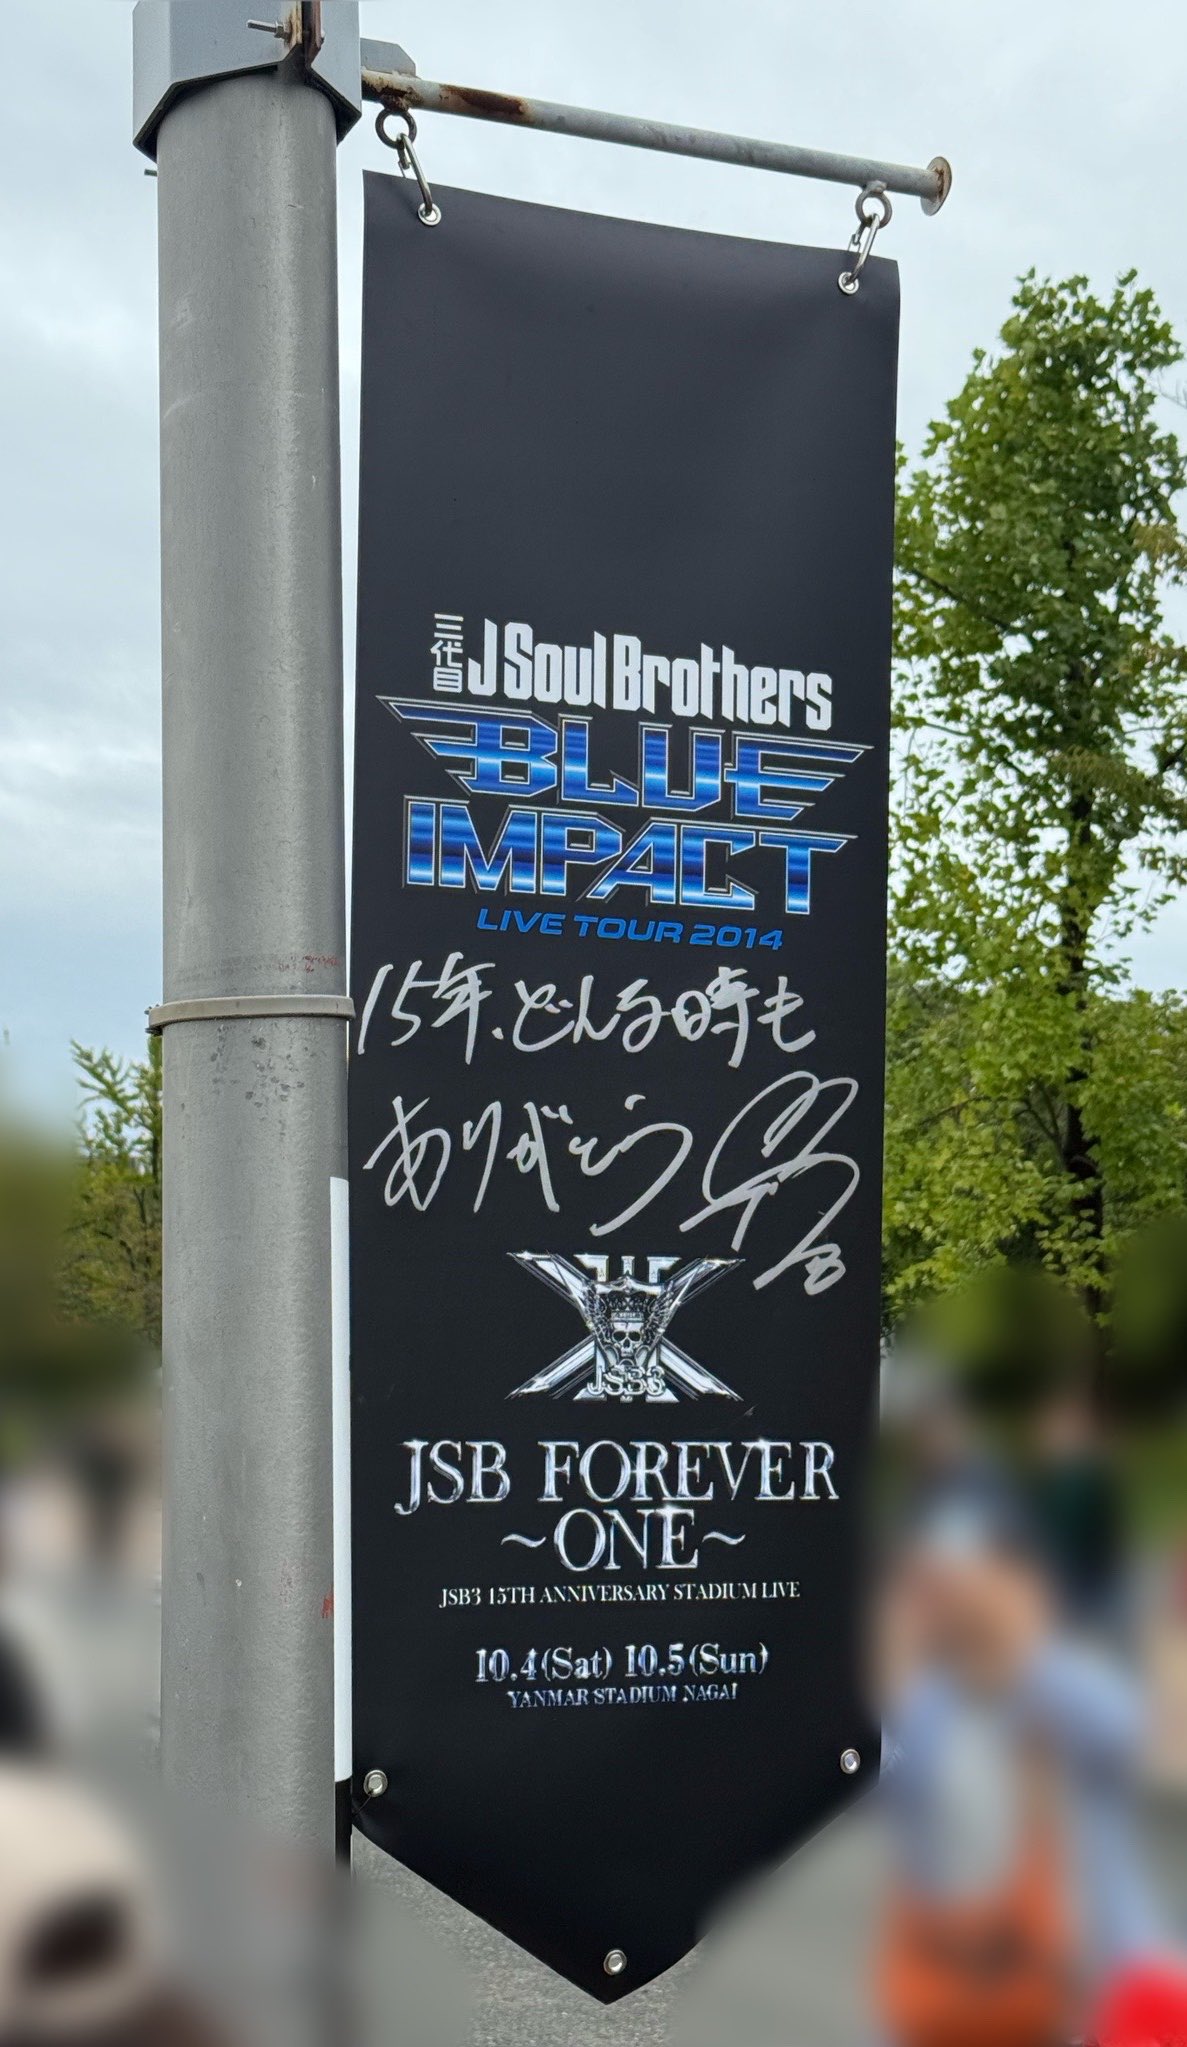 三代目
J Soul Brothers
BLUE
IMPACT
LIVE TOUR 2014
15年、どんな時も
ありがとう
JSB3
JSB FOREVER
～ONE～
JSB3 15TH ANNIVERSARY STADIUM LIVE
10.4(Sat) 10.5(Sun)
YANMAR STADIUM NAGAI